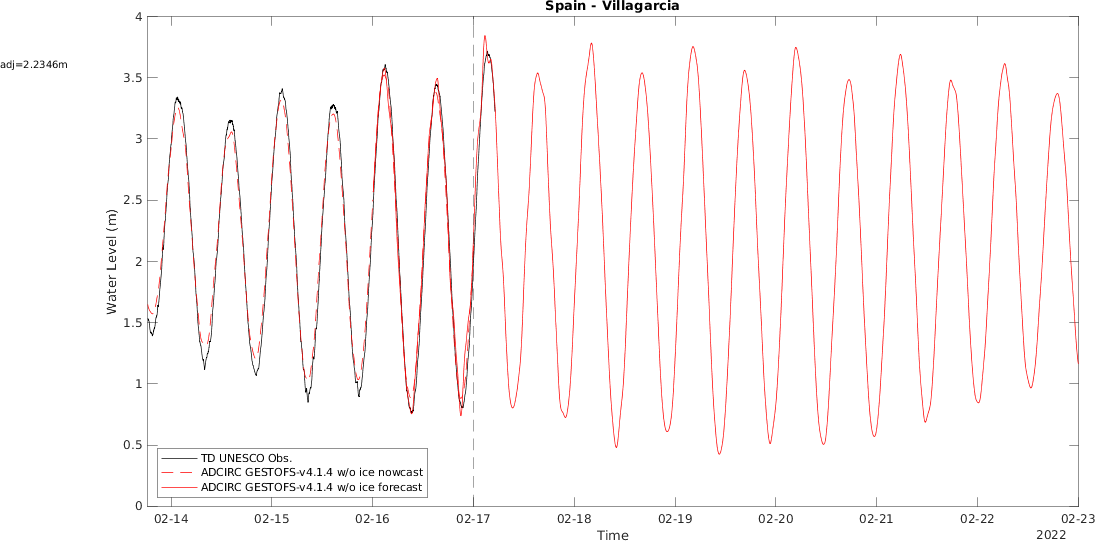 Spain - Villagarcia
adj=2.2346m
Water Level (m)
4
3.5
3
2.5
2
1.5
1
0.5
0
TD UNESCO Obs.
ADCIRC GESTOFS-v4.1.4 w/o ice nowcast
ADCIRC GESTOFS-v4.1.4 w/o ice forecast
02-14 02-15 02-16 02-17 02-18 02-19 02-20 02-21 02-22 02-23
Time
2022